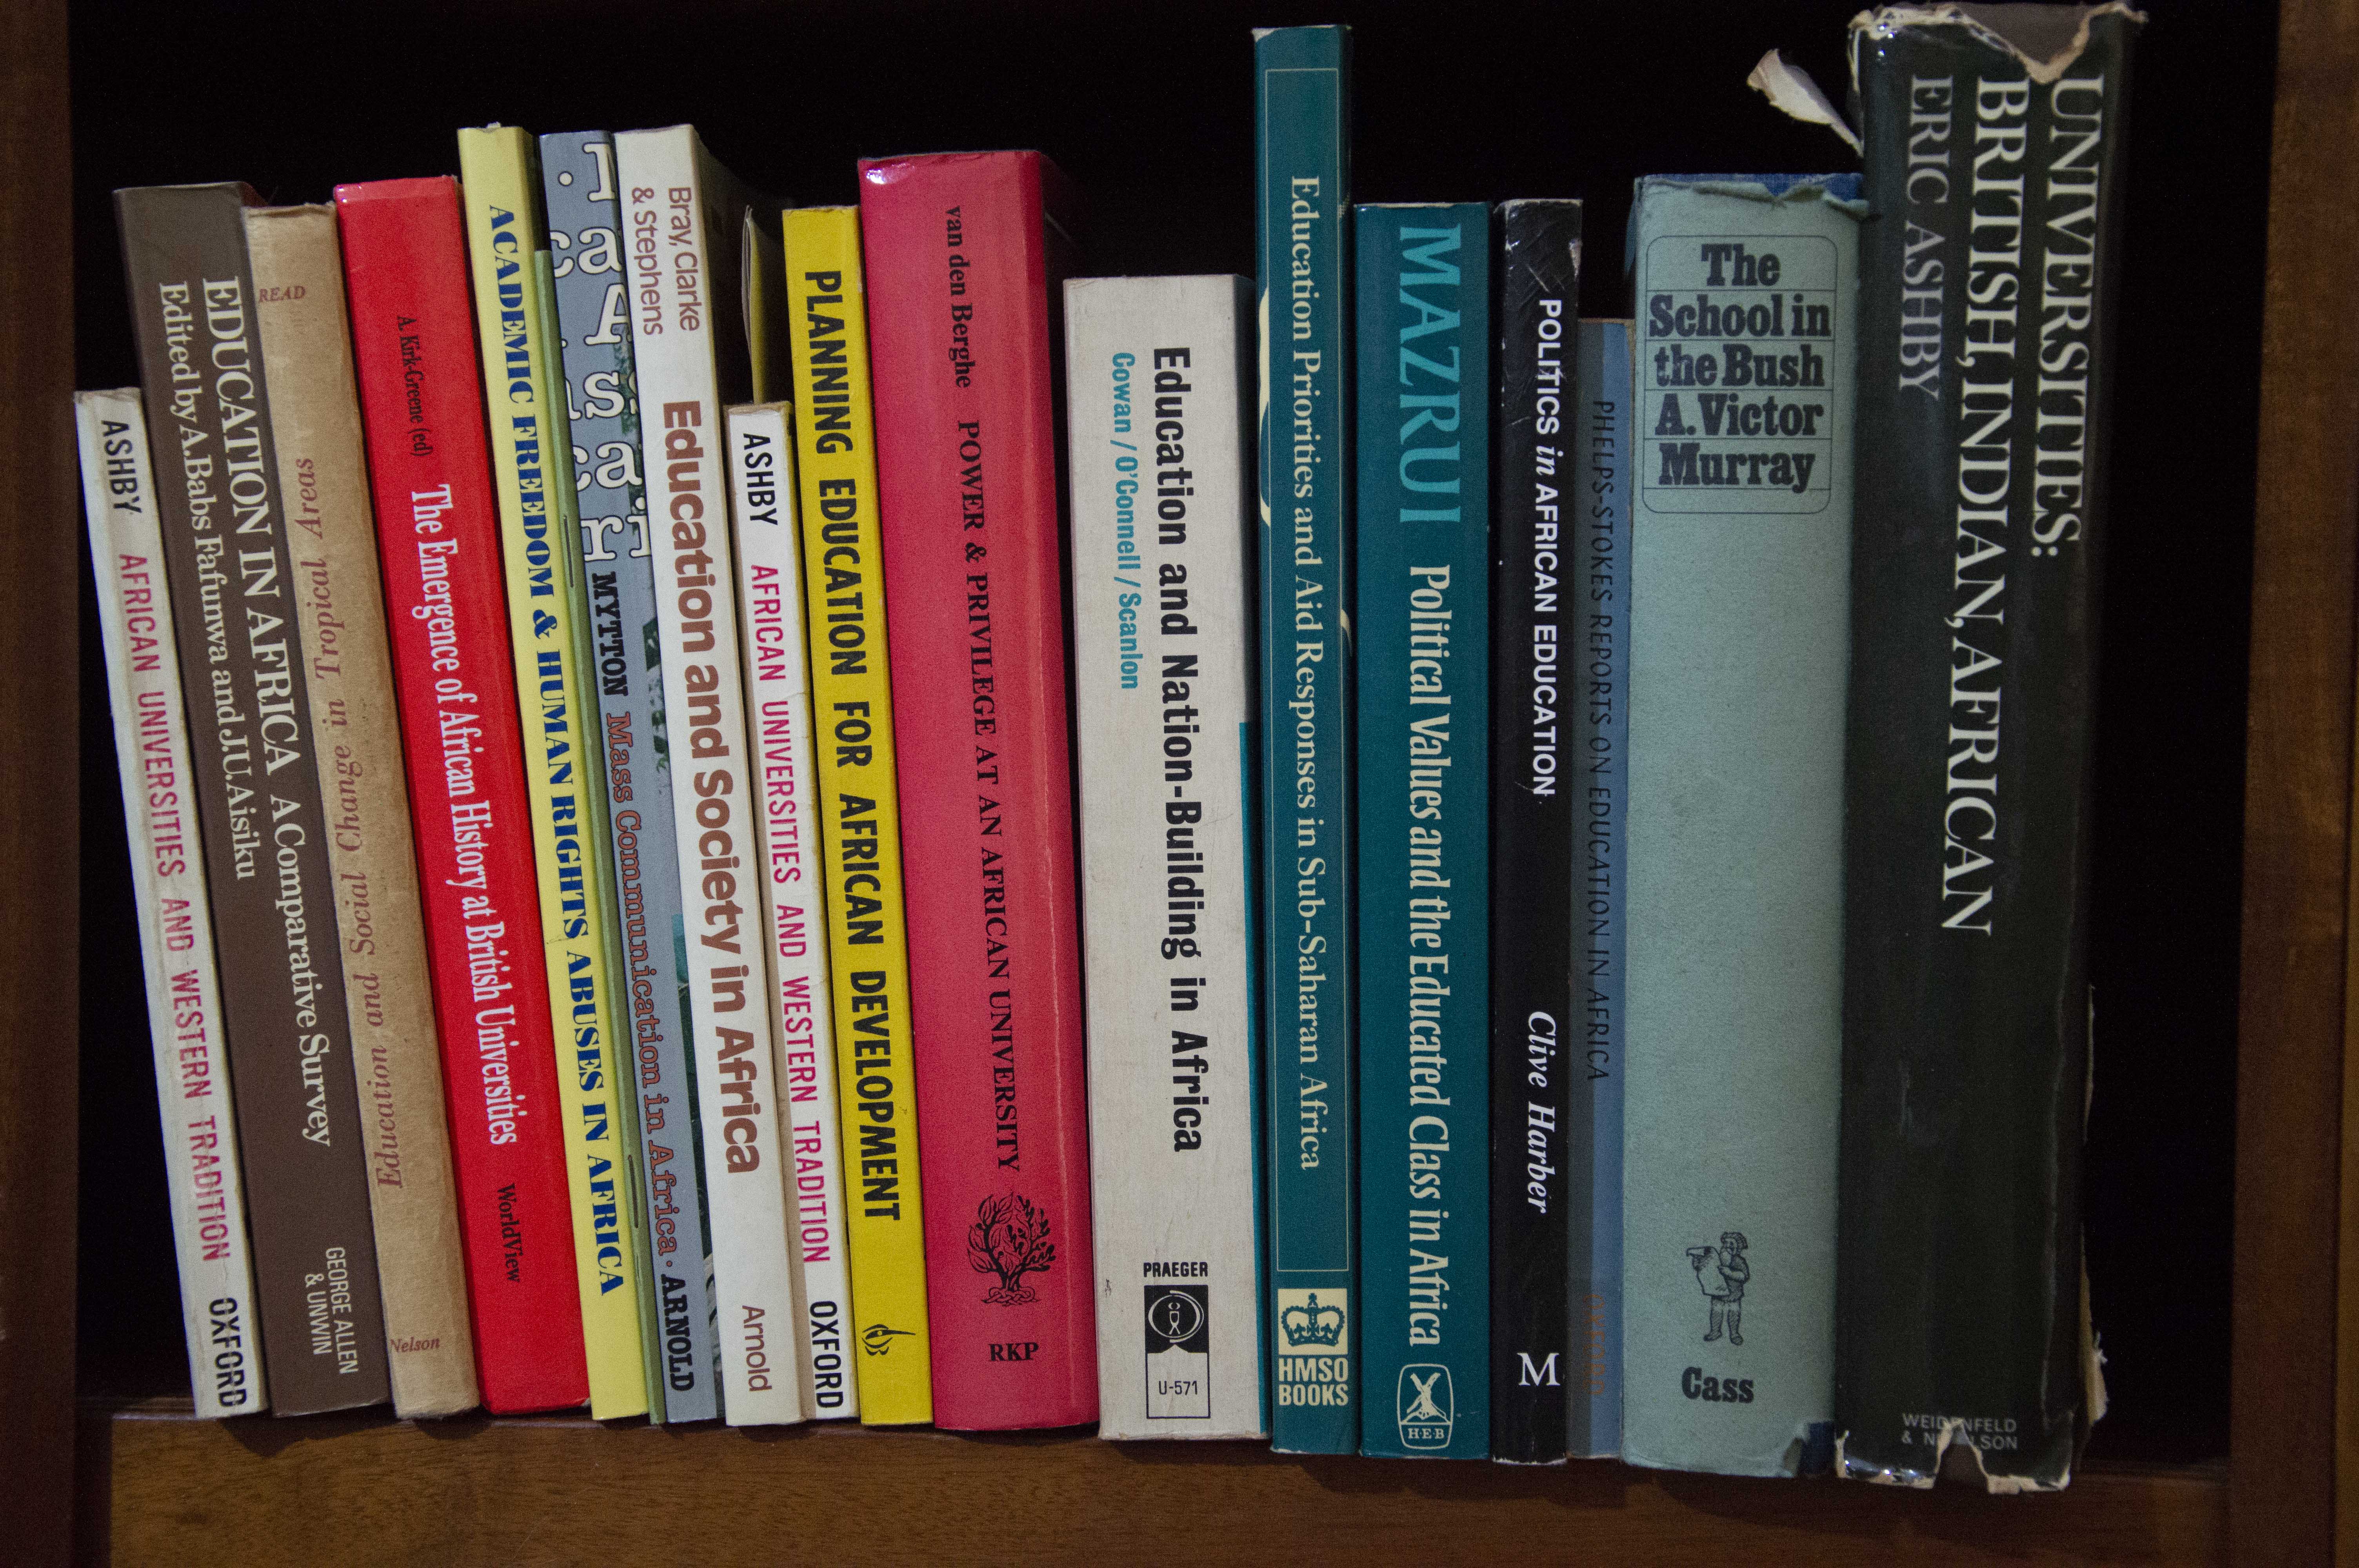 ASHBY AFRICAN UNIVERSITIES AND WESTERN TRADITION OXFORD
EDUCATION IN AFRICA A Comparative Survey
Edited by A. Babs Fafunwa and J.U. Aisiku
GEORGE ALLEN
& UNWIN
READ
Education and Social Change in Tropical Areas
Nelson
A. Kirk-Greene (ed) The Emergence of African History at British Universities WorldView
ACADEMIC FREEDOM & HUMAN RIGHTS ABUSES IN AFRICA
MYTTON Mass Communication in Africa · ARNOLD
Bray, Clarke
& Stephens
Education and Society in Africa
Arnold
ASHBY AFRICAN UNIVERSITIES AND WESTERN TRADITION OXFORD
PLANNING EDUCATION FOR AFRICAN DEVELOPMENT
van den Berghe POWER & PRIVILEGE AT AN AFRICAN UNIVERSITY
RKP
Education and Nation-Building in Africa
Cowan / O'Connell / Scanlon
PRAEGER
U-571
Education Priorities and Aid Responses in Sub-Saharan Africa
HMSO
BOOKS
MAZRUI Political Values and the Educated Class in Africa
H·E·B
POLITICS in AFRICAN EDUCATION Clive Harber
M
PHELPS-STOKES REPORTS ON EDUCATION IN AFRICA
OXFORD
The
School in
the Bush
A. Victor
Murray
Cass
UNIVERSITIES:
BRITISH, INDIAN, AFRICAN
ERIC ASHBY
WEIDENFELD
& NICOLSON